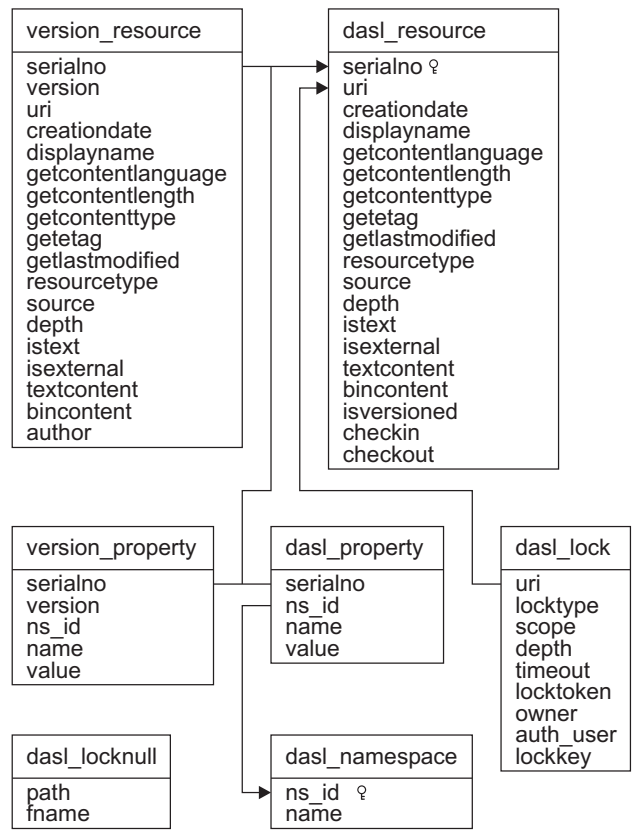 version_resource
serialno
version
uri
creationdate
displayname
getcontentlanguage
getcontentlength
getcontenttype
getetag
getlastmodified
resourcetype
source
depth
istext
isexternal
textcontent
bincontent
author
dasl_resource
serialno
uri
creationdate
displayname
getcontentlanguage
getcontentlength
getcontenttype
getetag
getlastmodified
resourcetype
source
depth
istext
isexternal
textcontent
bincontent
isversioned
checkin
checkout
version_property
serialno
version
ns_id
name
value
dasl_property
serialno
ns_id
name
value
dasl_lock
uri
locktype
scope
depth
timeout
locktoken
owner
auth_user
lockkey
dasl_locknull
path
fname
dasl_namespace
ns_id
name